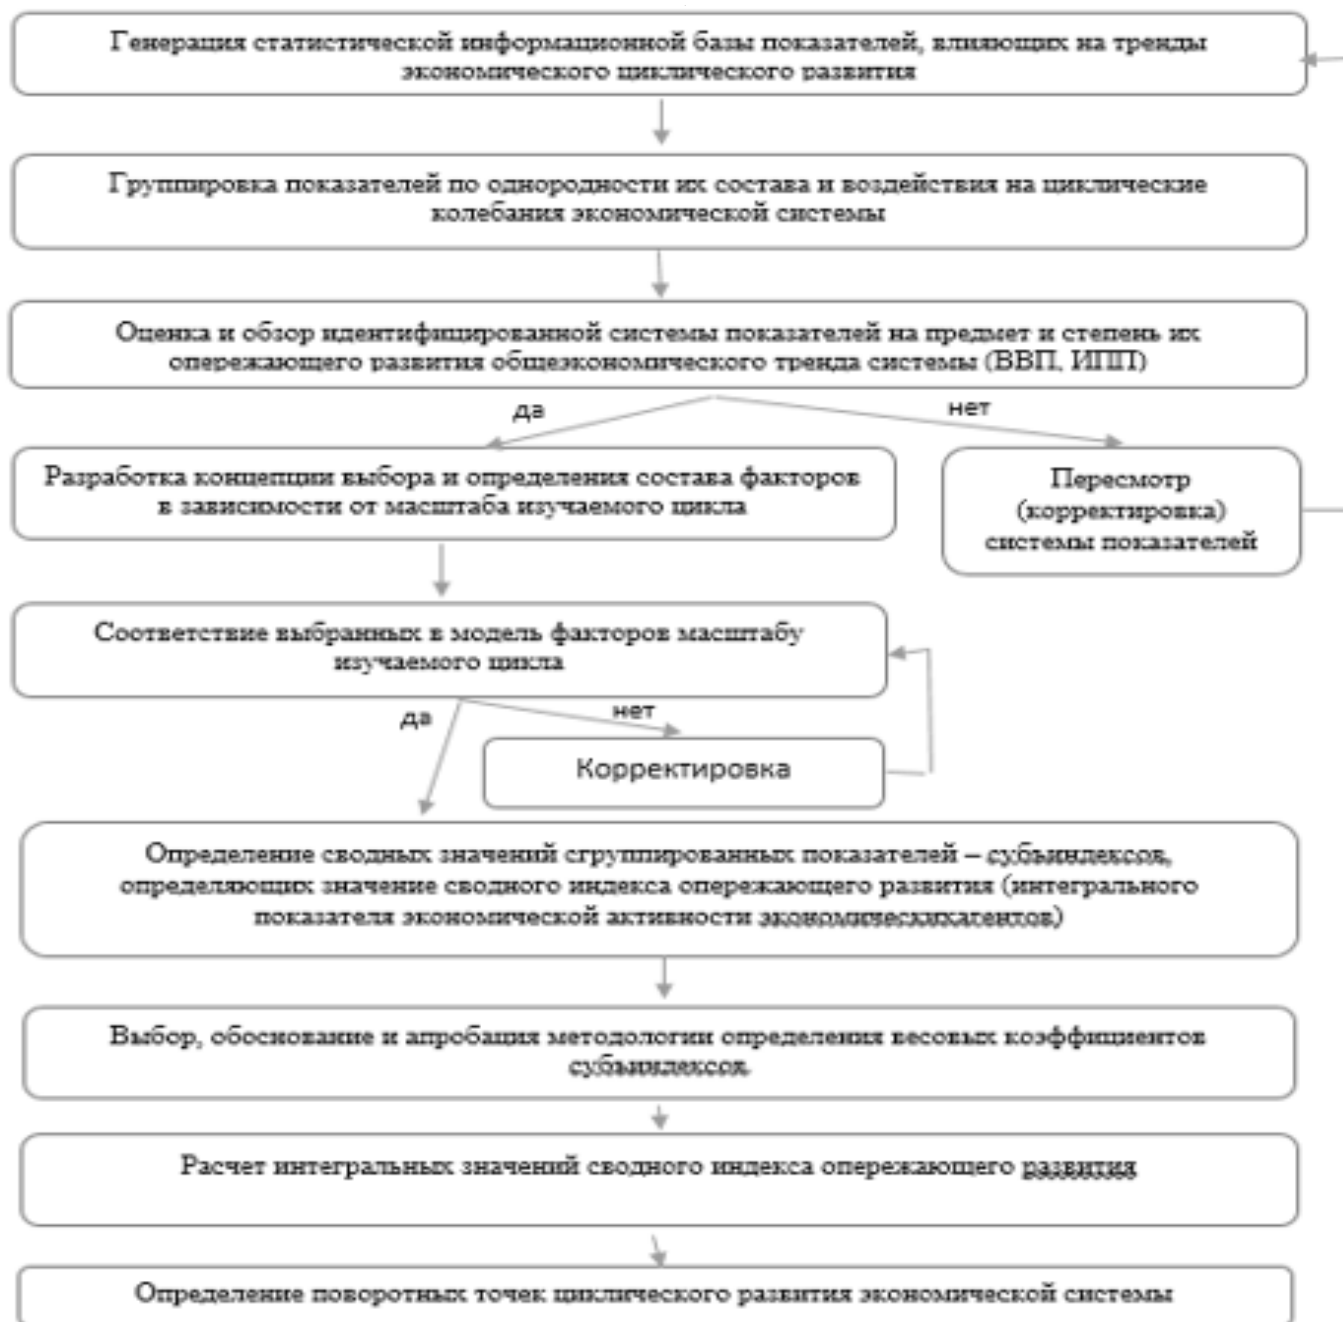 Генерация статистической информационной базы показателей, влияющих на тренды
экономического циклического развития
Группировка показателей по однородности их состава и воздействия на циклические
колебания экономической системы
Оценка и обзор идентифицированной системы показателей на предмет и степень их
опережающего развития общеэкономического тренда системы (ВВП, ИПП)
да
нет
Разработка концепции выбора и определения состава факторов
в зависимости от масштаба изучаемого цикла
Пересмотр
(корректировка)
системы показателей
Соответствие выбранных в модель факторов масштабу
изучаемого цикла
да
нет
Корректировка
Определение сводных значений сгруппированных показателей – субъиндексов,
определяющих значение сводного индекса опережающего развития (интегрального
показателя экономической активности экономическихагентов)
Выбор, обоснование и апробация методологии определения весовых коэффициентов
субъиндексов.
Расчет интегральных значений сводного индекса опережающего развития
Определение поворотных точек циклического развития экономической системы